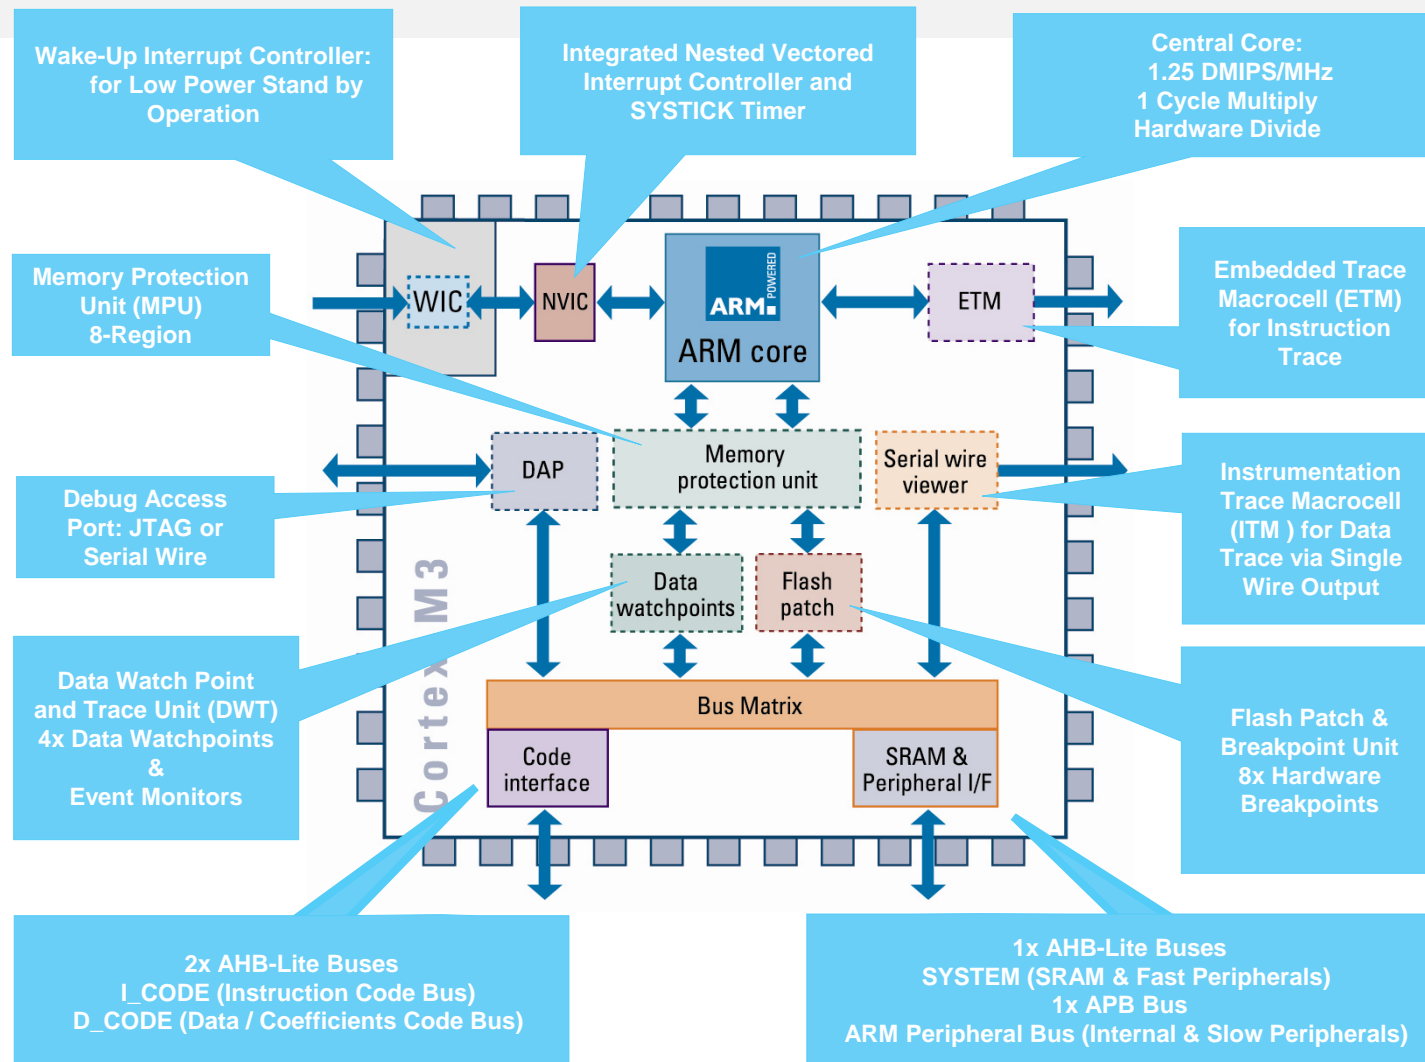 Wake-Up Interrupt Controller:
for Low Power Stand by
Operation
Integrated Nested Vectored
Interrupt Controller and
SYSTICK Timer
Central Core:
1.25 DMIPS/MHz
1 Cycle Multiply
Hardware Divide
Memory Protection
Unit (MPU)
8-Region
WIC
NVIC
ARM POWERED
ARM core
ETM
Embedded Trace
Macrocell (ETM)
for Instruction
Trace
DAP
Memory
protection unit
Serial wire
viewer
Debug Access
Port: JTAG or
Serial Wire
Instrumentation
Trace Macrocell
(ITM ) for Data
Trace via Single
Wire Output
Cortex M3
Data
watchpoints
Flash
patch
Data Watch Point
and Trace Unit (DWT)
4x Data Watchpoints
&
Event Monitors
Bus Matrix
Code
interface
SRAM &
Peripheral I/F
Flash Patch &
Breakpoint Unit
8x Hardware
Breakpoints
2x AHB-Lite Buses
I_CODE (Instruction Code Bus)
D_CODE (Data / Coefficients Code Bus)
1x AHB-Lite Buses
SYSTEM (SRAM & Fast Peripherals)
1x APB Bus
ARM Peripheral Bus (Internal & Slow Peripherals)